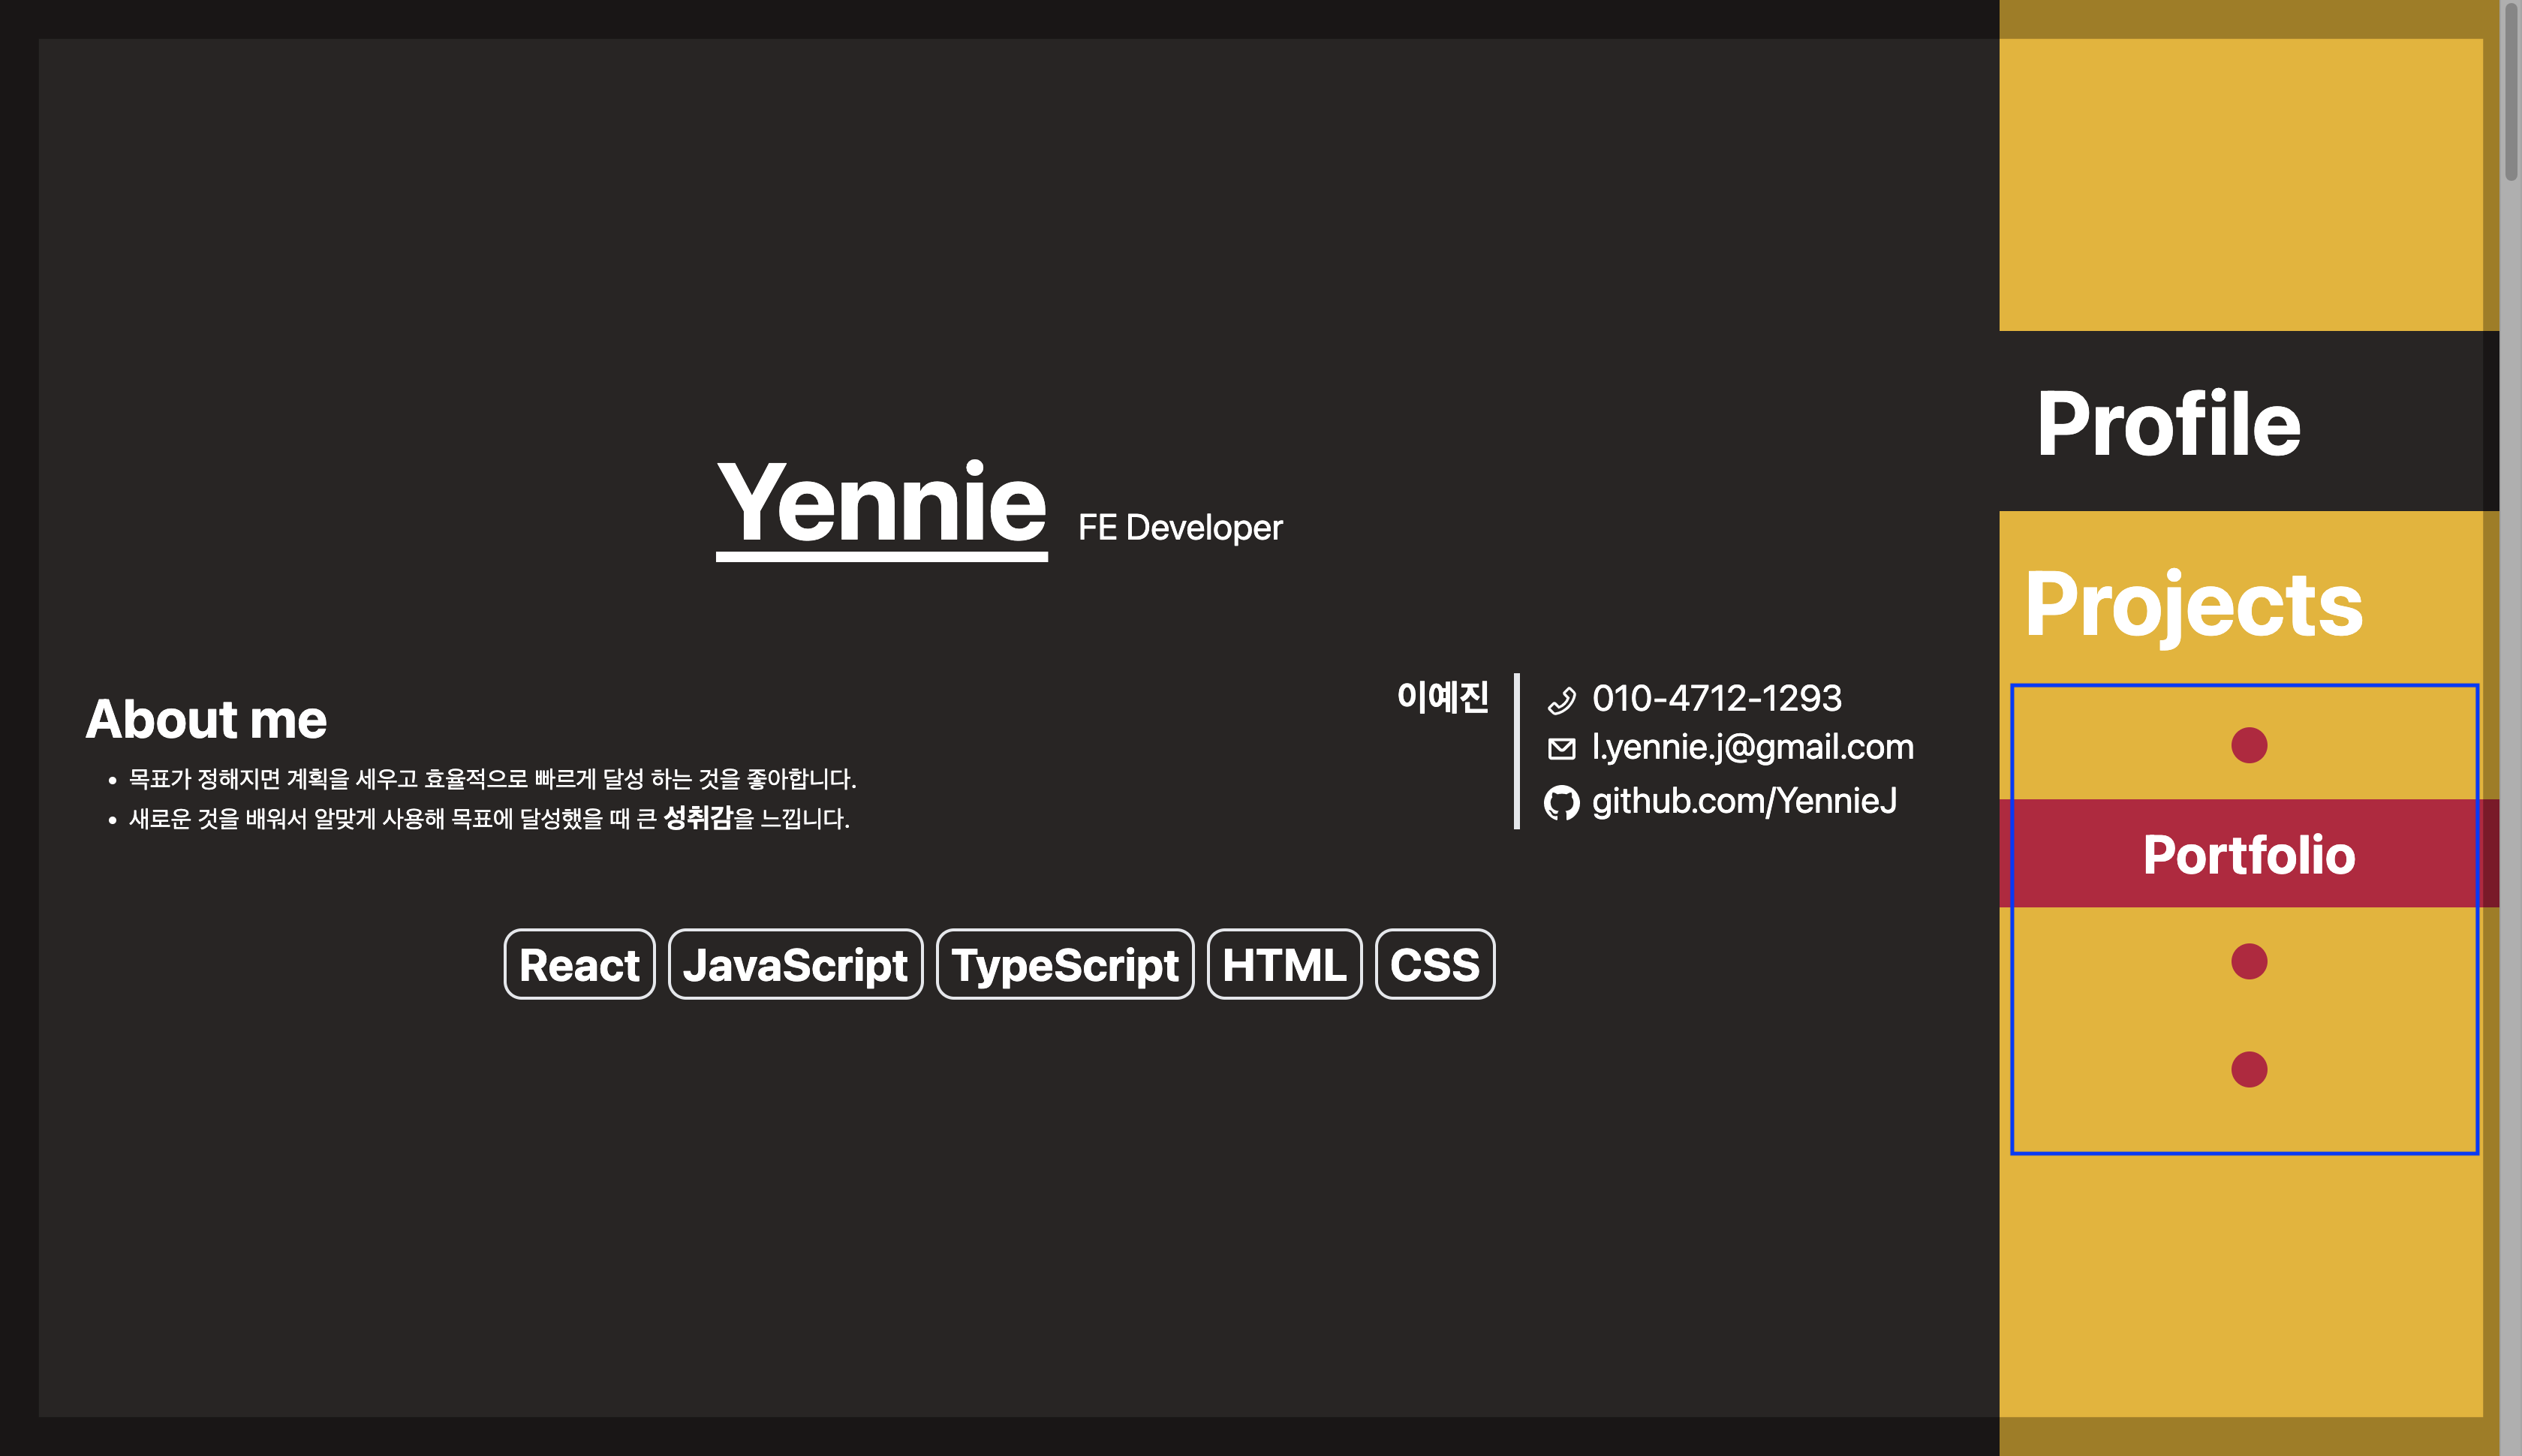 Yennie FE Developer
About me
• 목표가 정해지면 계획을 세우고 효율적으로 빠르게 달성 하는 것을 좋아합니다.
• 새로운 것을 배워서 알맞게 사용해 목표에 달성했을 때 큰 성취감을 느낍니다.
이예진
010-4712-1293
l.yennie.j@gmail.com
github.com/YennieJ
React JavaScript TypeScript HTML CSS
Profile
Projects
Portfolio